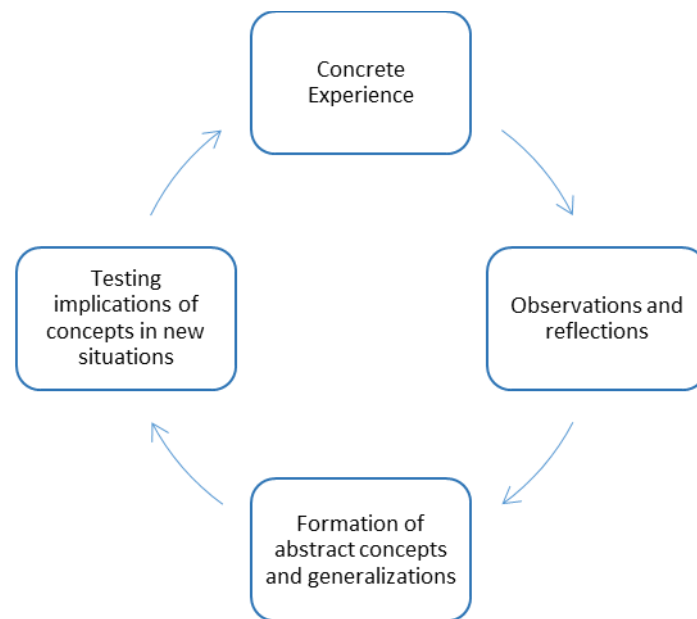 Concrete
Experience
Observations and
reflections
Formation of
abstract concepts
and generalizations
Testing
implications of
concepts in new
situations